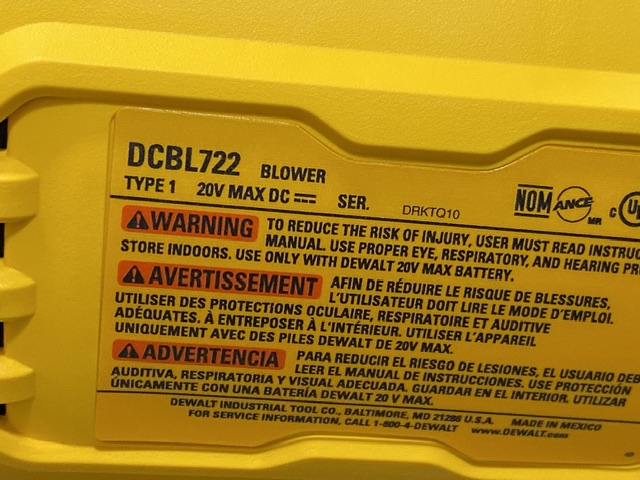 DCBL722 BLOWER
TYPE 1 20V MAX DC SER. DRKTQ10 NOM ANCE MR C
WARNING TO REDUCE THE RISK OF INJURY, USER MUST READ
MANUAL. USE PROPER EYE, RESPIRATORY, AND HEARING
STORE INDOORS. USE ONLY WITH DEWALT 20V MAX BATTERY.
AVERTISSEMENT AFIN DE RÉDUIRE LE RISQUE DE BLESSURES,
L'UTILISATEUR DOIT LIRE LE MODE D'EMPLOI.
UTILISER DES PROTECTIONS OCULAIRE, RESPIRATOIRE ET AUDITIVE
ADÉQUATES. À ENTREPOSER À L'INTÉRIEUR. UTILISER L'APPAREIL
UNIQUEMENT AVEC DES PILES DEWALT DE 20V MAX.
ADVERTENCIA PARA REDUCIR EL RIESGO DE LESIONES, EL USUARIO
LEER EL MANUAL DE INSTRUCCIONES. USE PROTECCIÓN
AUDITIVA, RESPIRATORIA Y VISUAL ADECUADA. GUARDAR EN EL INTERIOR. UTILIZAR
ÚNICAMENTE CON UNA BATERÍA DEWALT 20 V MAX.
DEWALT INDUSTRIAL TOOL CO., BALTIMORE, MD 21286 U.S.A. MADE IN MEXICO
FOR SERVICE INFORMATION, CALL 1-800-4-DEWALT www.DEWALT.com